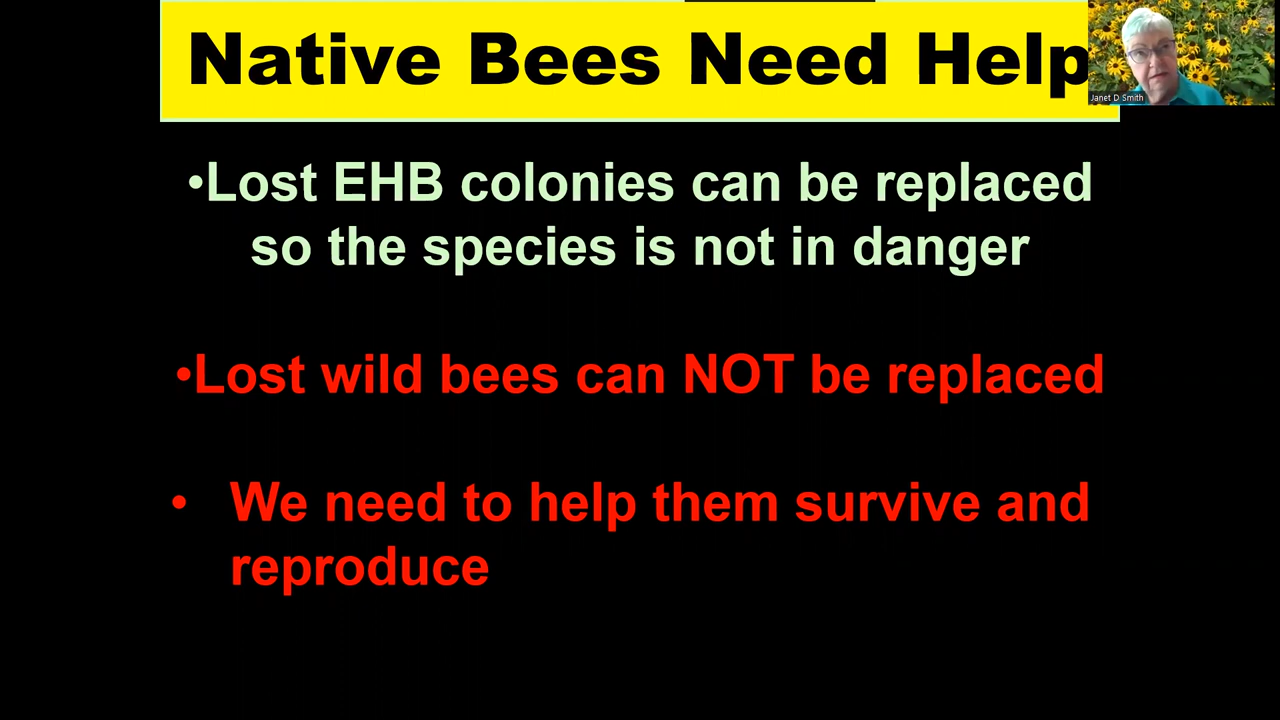 Native Bees Need Help
Janet D Smith
•Lost EHB colonies can be replaced
so the species is not in danger
•Lost wild bees can NOT be replaced
• We need to help them survive and
reproduce